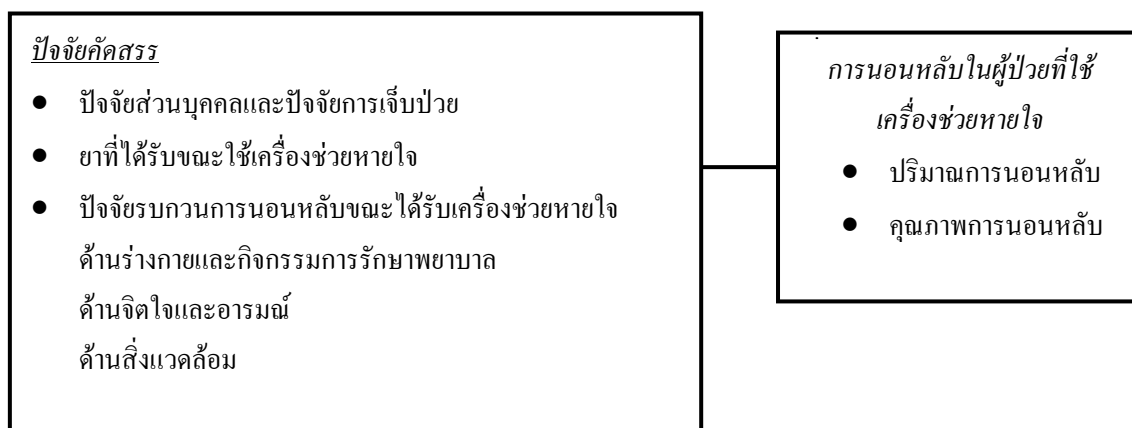 ปัจจัยคัดสรร
● ปัจจัยส่วนบุคคลและปัจจัยการเจ็บป่วย
● ยาที่ได้รับขณะใช้เครื่องช่วยหายใจ
● ปัจจัยรบกวนการนอนหลับขณะได้รับเครื่องช่วยหายใจ
ด้านร่างกายและกิจกรรมการรักษาพยาบาล
ด้านจิตใจและอารมณ์
ด้านสิ่งแวดล้อม
การนอนหลับในผู้ป่วยที่ใช้
เครื่องช่วยหายใจ
● ปริมาณการนอนหลับ
● คุณภาพการนอนหลับ